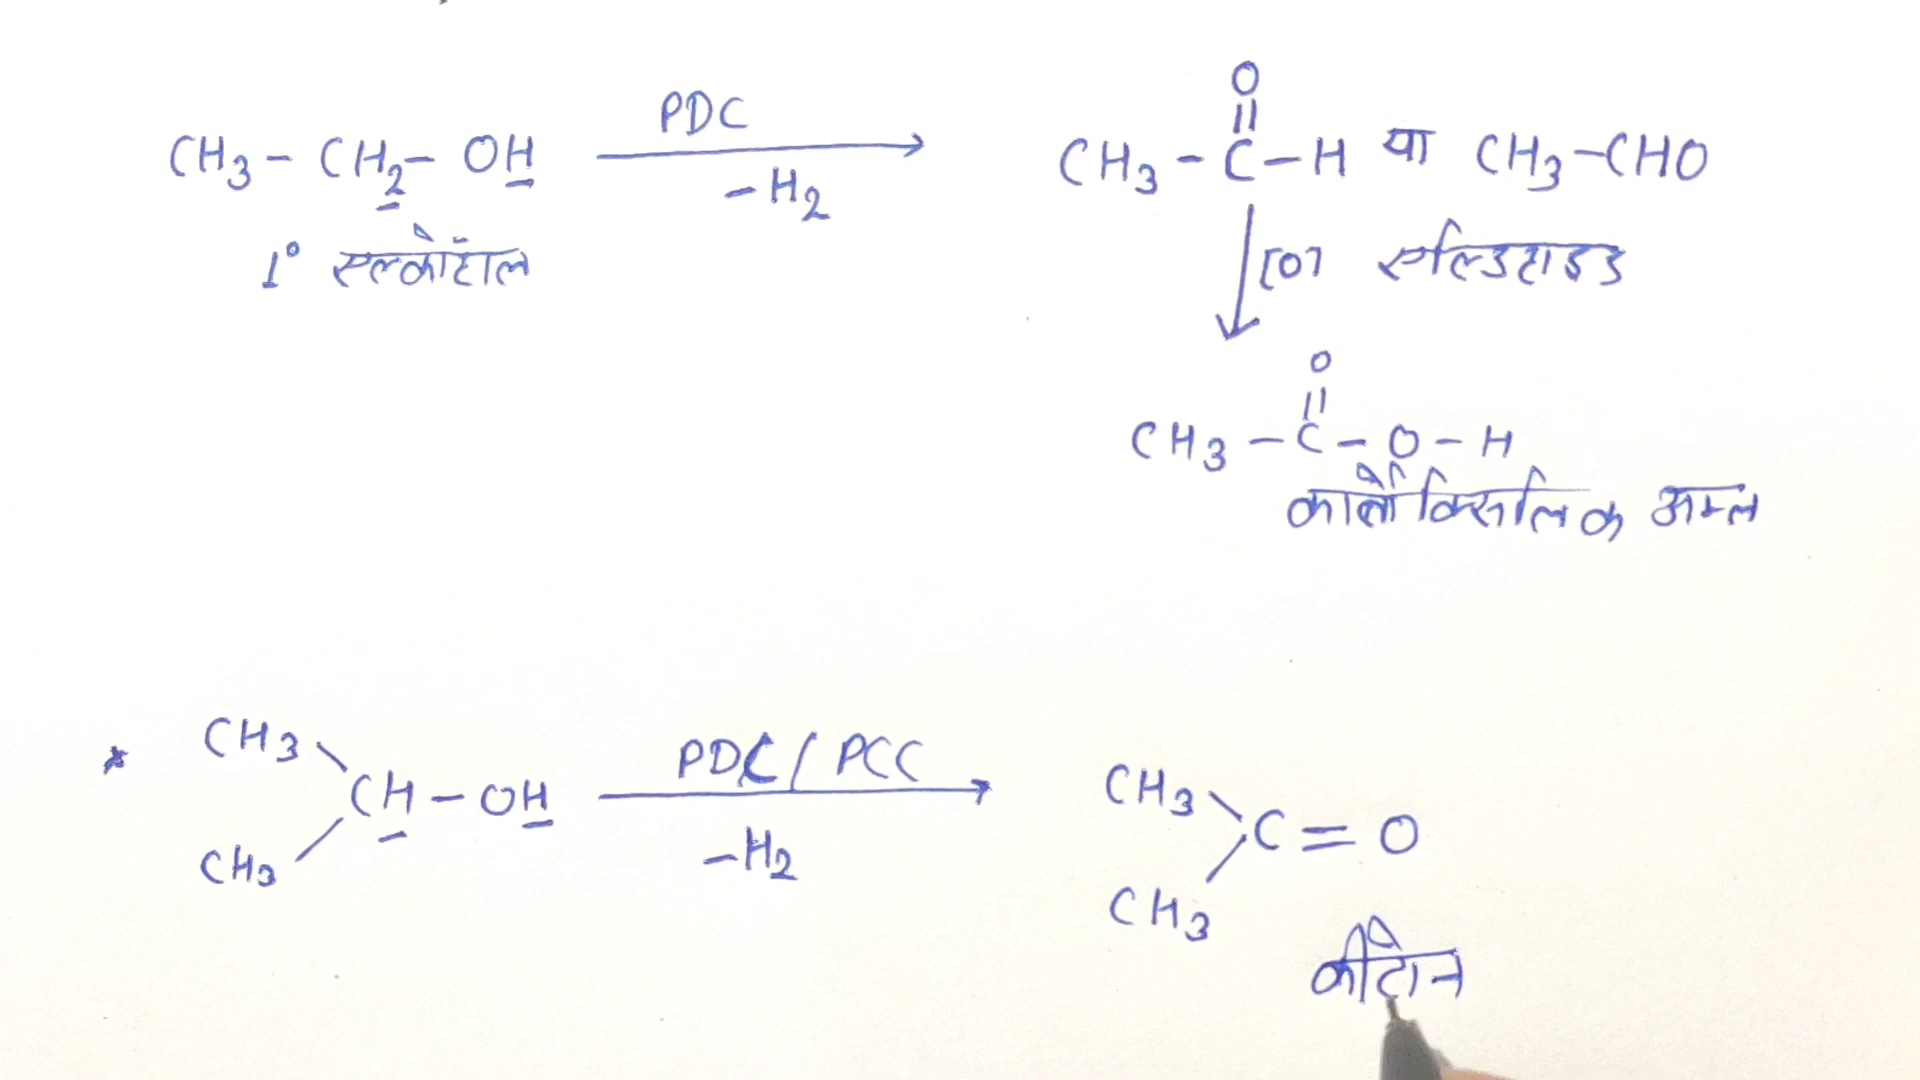 PDC
CH3 - CH2 - OH → CH3 - C - H या CH3 - CHO
- H2
O
||
1° एल्कोहॉल
[O] एल्डिहाइड
O
||
CH3 - C - O - H
कार्बोक्सिलिक अम्ल
* CH3
CH - OH
CH3
PDC / PCC
- H2
CH3
C = O
CH3
कीटोन